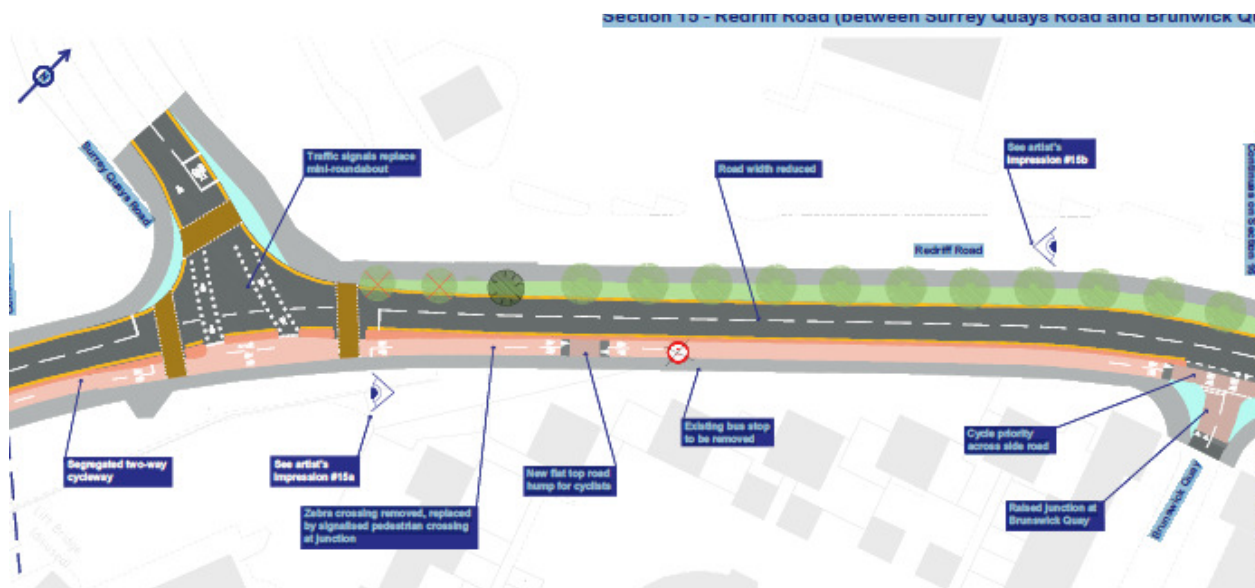 Section 15 - Redriff Road (between Surrey Quays Road and Brunwick Qu
N
Surrey Quays Road
Traffic signals replace
mini-roundabout
Road width reduced
See artist's
Impression #15b
Continues on Section 16
Redriff Road
Segregated two-way
cycleway
See artist's
Impression #15a
Zebra crossing removed, replaced
by signalised pedestrian crossing
at junction
New flat top road
hump for cyclists
Existing bus stop
to be removed
Cycle priority
across side road
Raised junction at
Brunswick Quay
Brunswick Quay